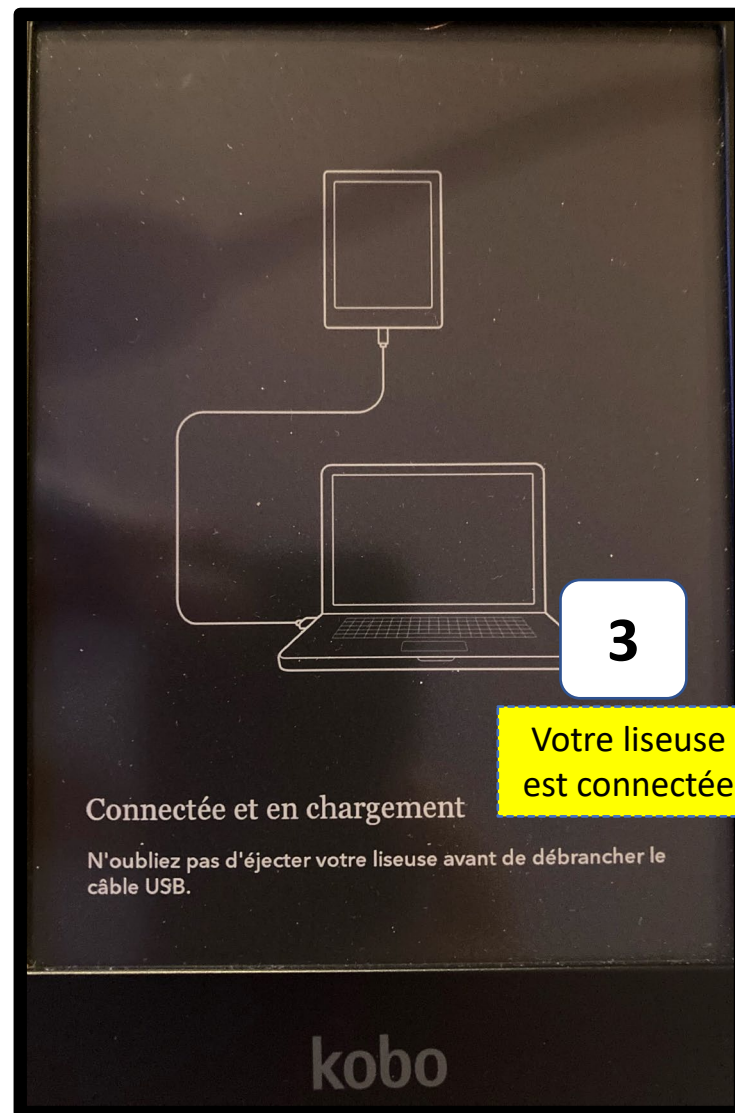 3
Votre liseuse
est connectée
Connectée et en chargement
N'oubliez pas d'éjecter votre liseuse avant de débrancher le
câble USB.
kobo